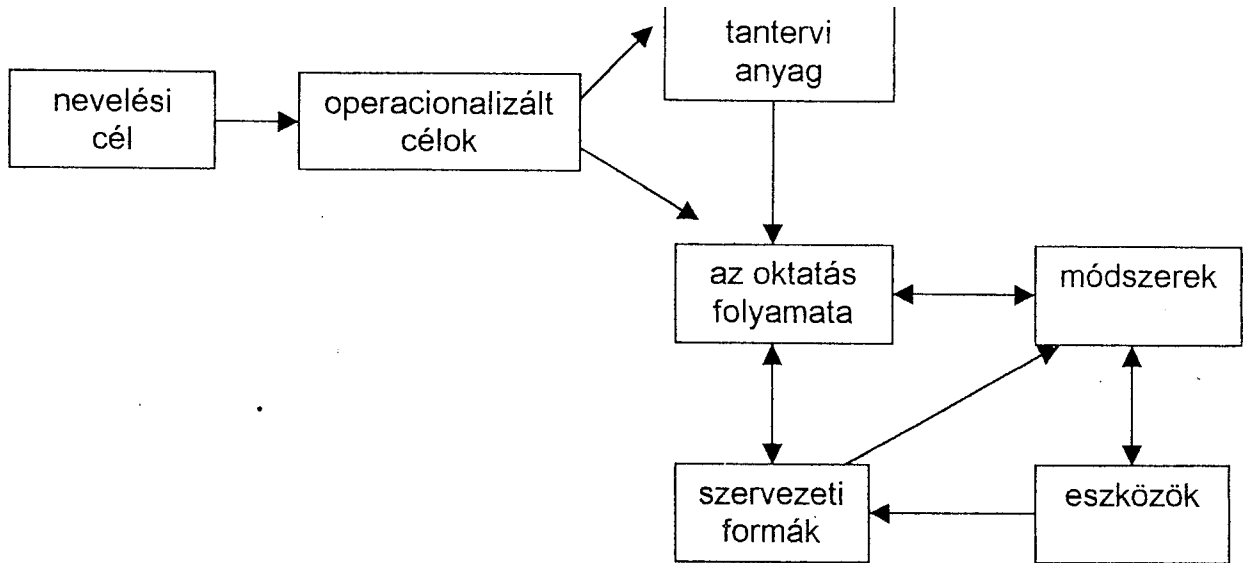 tantervi
anyag
nevelési
cél
operacionalizált
célok
az oktatás
folyamata
módszerek
szervezeti
formák
eszközök